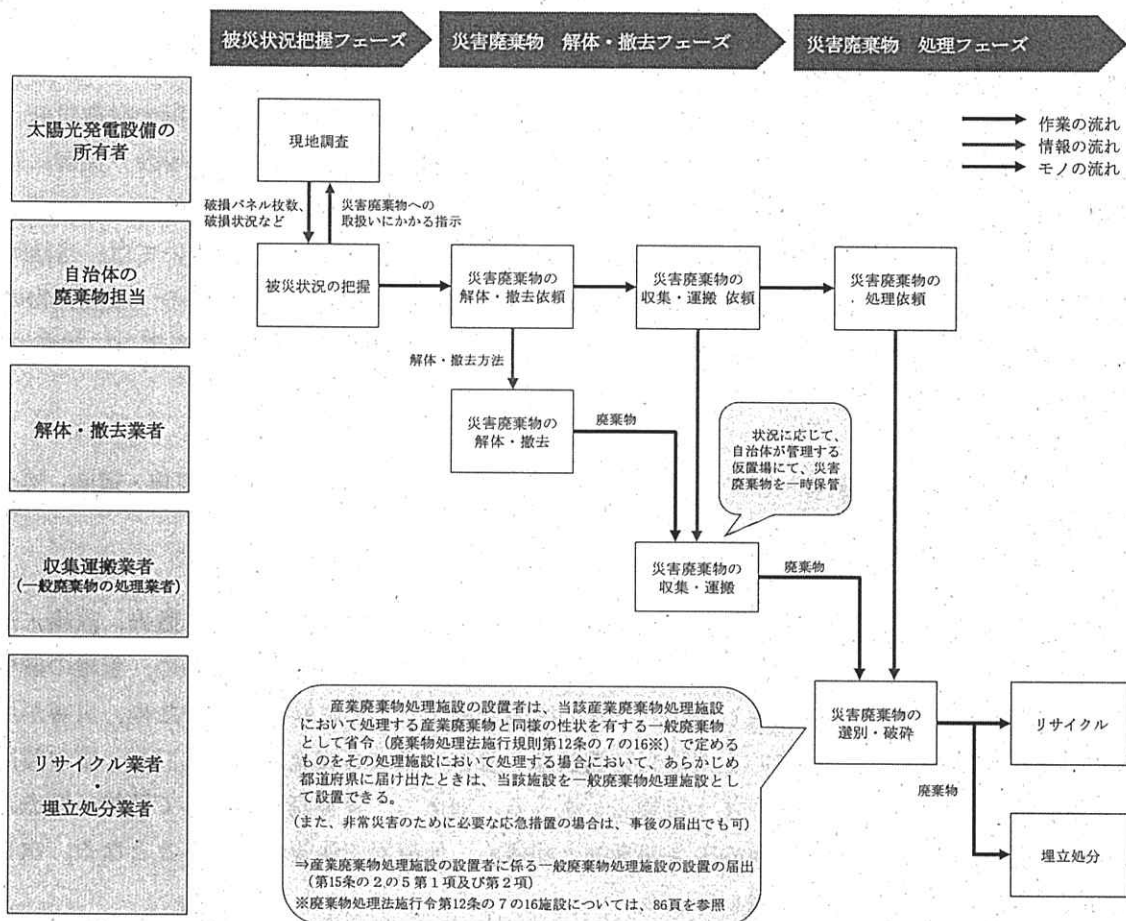 被災状況把握フェーズ
災害廃棄物 解体・撤去フェーズ
災害廃棄物 処理フェーズ
作業の流れ
情報の流れ
モノの流れ
太陽光発電設備の
所有者
現地調査
破損パネル枚数、
破損状況など
災害廃棄物への
取扱いにかかる指示
自治体の
廃棄物担当
被災状況の把握
災害廃棄物の
解体・撤去依頼
災害廃棄物の
収集・運搬 依頼
災害廃棄物の
処理依頼
解体・撤去方法
解体・撤去業者
災害廃棄物の
解体・撤去
廃棄物
状況に応じて、
自治体が管理する
仮置場にて、災害
廃棄物を一時保管
収集運搬業者
(一般廃棄物の処理業者)
災害廃棄物の
収集・運搬
廃棄物
リサイクル業者
・
埋立処分業者
産業廃棄物処理施設の設置者は、当該産業廃棄物処理施設
において処理する産業廃棄物と同様の性状を有する一般廃棄物
として省令（廃棄物処理法施行規則第12条の7の16※）で定める
ものをその処理施設において処理する場合において、あらかじめ
都道府県に届け出たときは、当該施設を一般廃棄物処理施設とし
て設置できる。
(また、非常災害のために必要な応急措置の場合は、事後の届出でも可)
⇒産業廃棄物処理施設の設置者に係る一般廃棄物処理施設の設置の届出
（第15条の2の5第1項及び第2項）
※廃棄物処理法施行令第12条の7の16施設については、86頁を参照
災害廃棄物の
選別・破砕
リサイクル
廃棄物
埋立処分